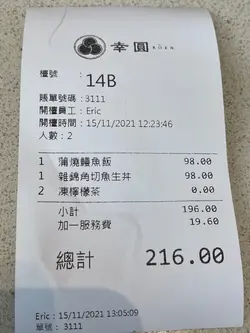 幸圓 KŌEN
檯號 : 14B
賬單號碼 : 3111
開檯員工 : Eric
開檯時間 : 15/11/2021 12:23:46
人數 : 2
1 蒲燒鰻魚飯 98.00
1 雜錦角切魚生丼 98.00
2 凍檸檬茶 0.00
小計 196.00
加一服務費 19.60
總計 216.00
Eric : 15/11/2021 13:05:09
單號 : 3111